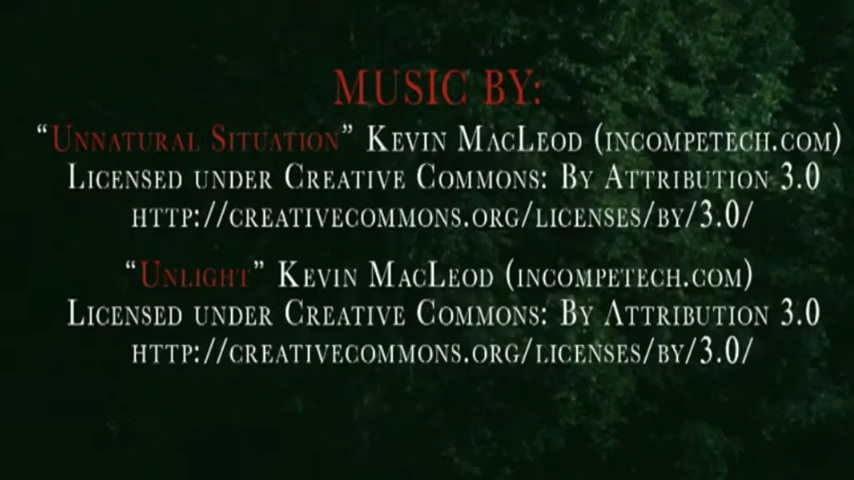 MUSIC BY:
“Unnatural Situation” Kevin MacLeod (incompetech.com)
Licensed under Creative Commons: By Attribution 3.0
http://creativecommons.org/licenses/by/3.0/
“Unlight” Kevin MacLeod (incompetech.com)
Licensed under Creative Commons: By Attribution 3.0
http://creativecommons.org/licenses/by/3.0/